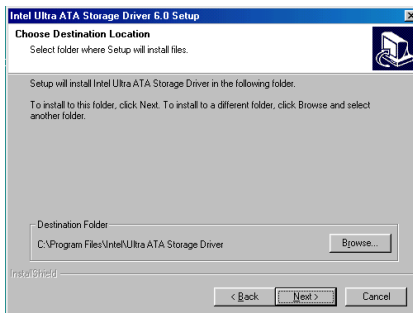 Intel Ultra ATA Storage Driver 6.0 Setup
Choose Destination Location
Select folder where Setup will install files.
Setup will install Intel Ultra ATA Storage Driver in the following folder.
To install to this folder, click Next. To install to a different folder, click Browse and select
another folder.
Destination Folder
C:\Program Files\Intel\Ultra ATA Storage Driver
Browse...
InstallShield
< Back
Next >
Cancel